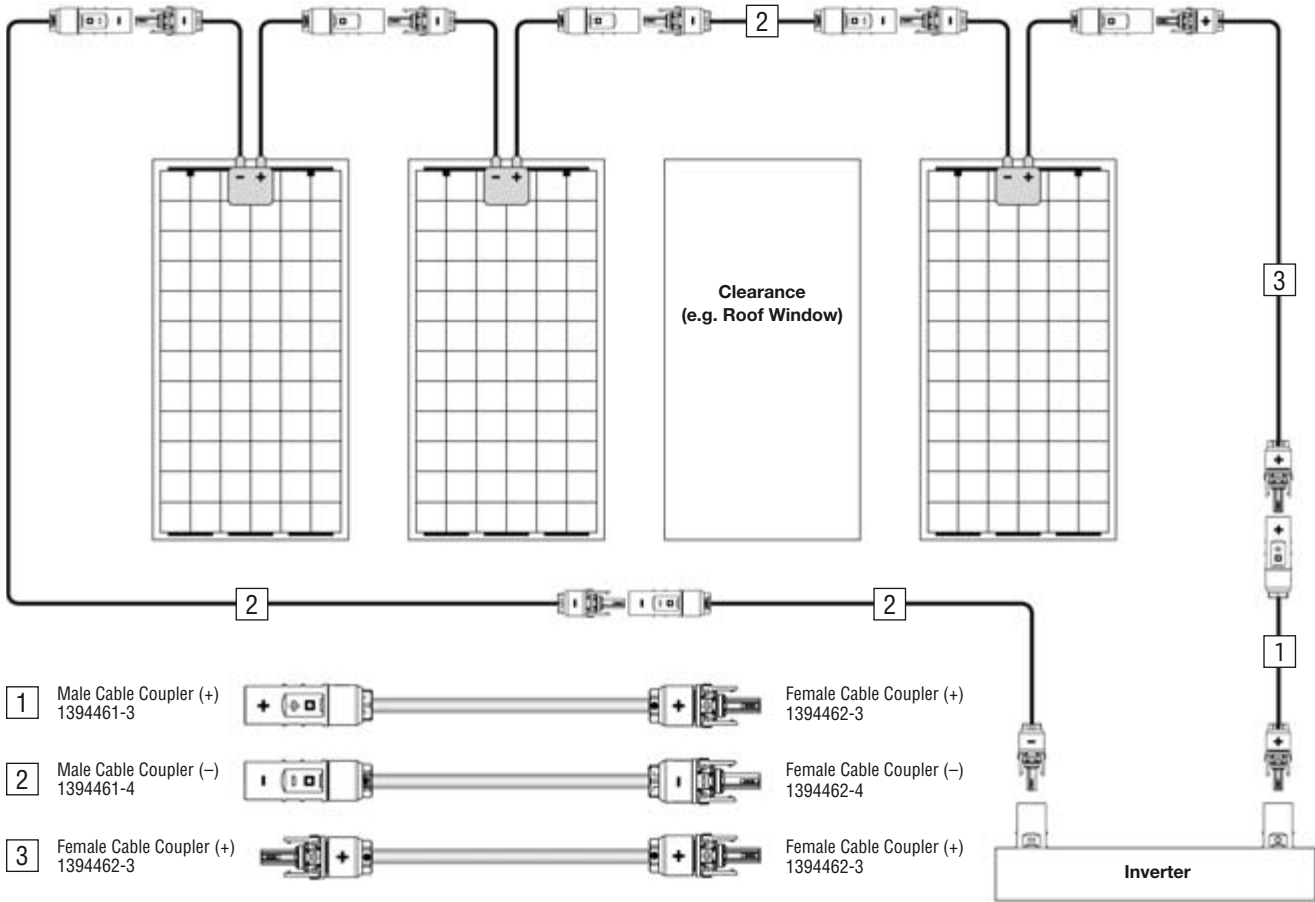 2
- +
- +
- +
Clearance
(e.g. Roof Window)
3
2
2
1
1 Male Cable Coupler (+)
1394461-3
Female Cable Coupler (+)
1394462-3
2 Male Cable Coupler (–)
1394461-4
Female Cable Coupler (–)
1394462-4
3 Female Cable Coupler (+)
1394462-3
Female Cable Coupler (+)
1394462-3
Inverter